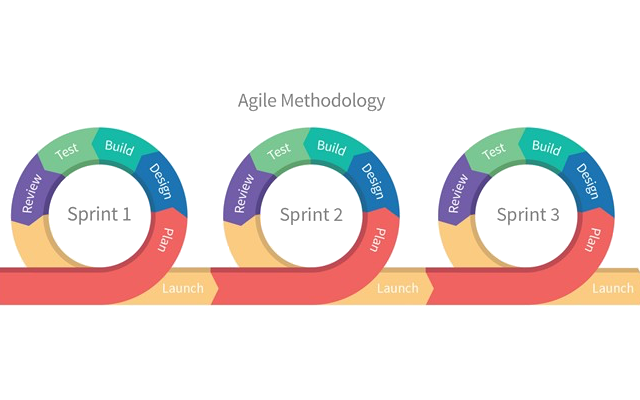 Agile Methodology
Review
Test
Build
Design
Plan
Sprint 1
Launch
Review
Test
Build
Design
Plan
Sprint 2
Launch
Review
Test
Build
Design
Plan
Sprint 3
Launch